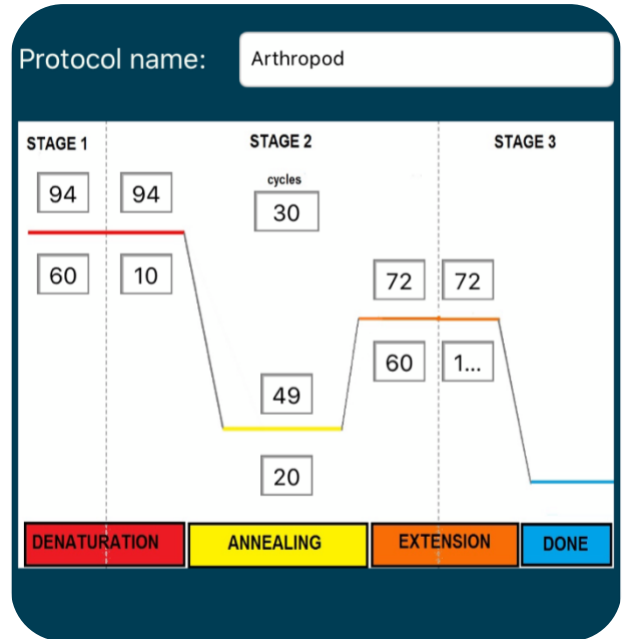 Protocol name: Arthropod
STAGE 1 STAGE 2 STAGE 3
cycles
94 94 30
60 10 72 72
60 1...
49
20
DENATURATION ANNEALING EXTENSION DONE